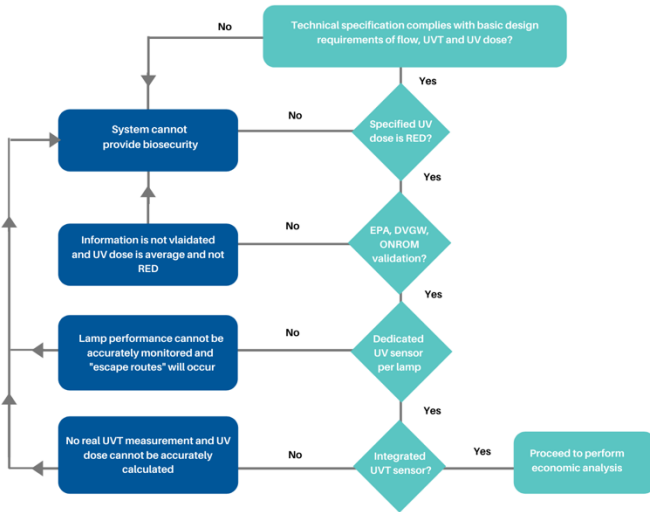 No
Technical specification complies with basic design
requirements of flow, UVT and UV dose?
Yes
System cannot
provide biosecurity
No
Specified UV
dose is RED?
Yes
Information is not vlaidated
and UV dose is average and not
RED
No
EPA, DVGW,
ONROM
validation?
Yes
Lamp performance cannot be
accurately monitored and
"escape routes" will occur
No
Dedicated
UV sensor
per lamp
Yes
No real UVT measurement and UV
dose cannot be accurately
calculated
No
Integrated
UVT sensor?
Yes
Proceed to perform
economic analysis